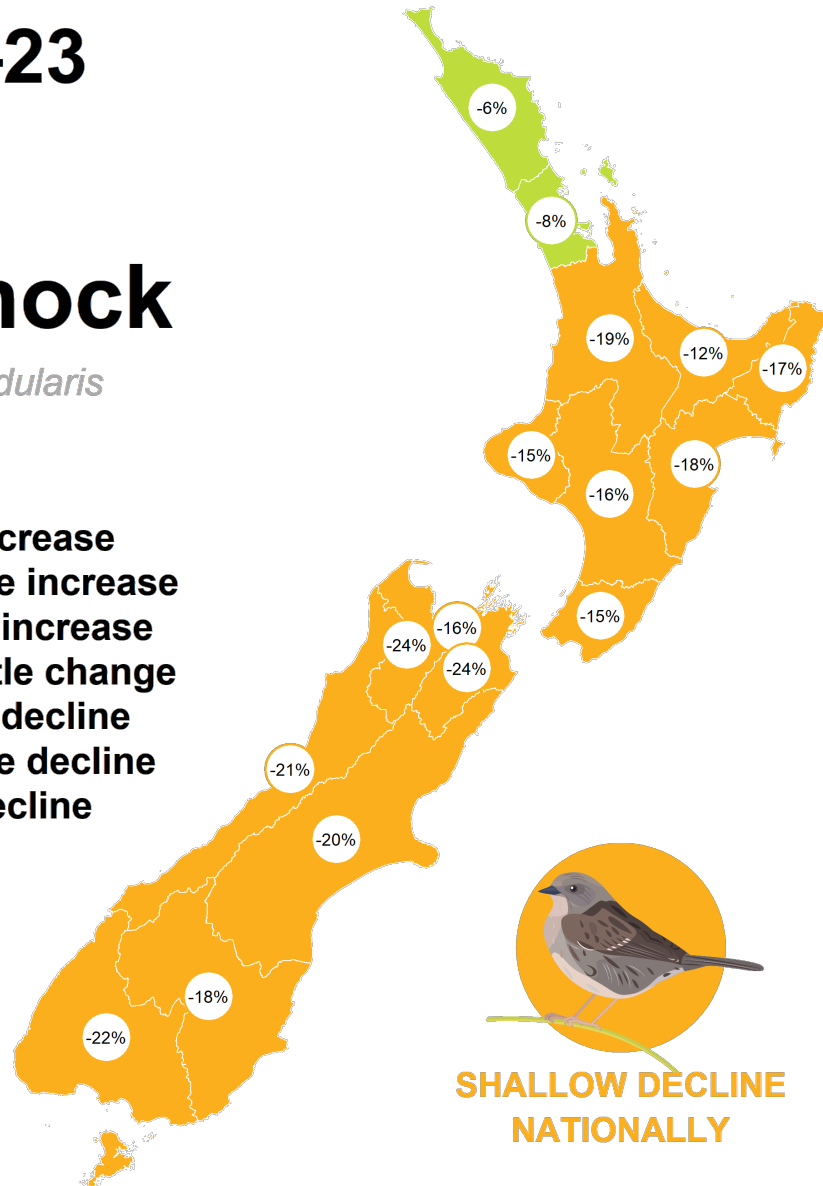 -23
nock
dularis
crease
e increase
increase
tle change
decline
e decline
ecline
-6%
-8%
-19%
-12%
-17%
-15%
-18%
-16%
-15%
-16%
-24%
-24%
-21%
-20%
-18%
-22%
SHALLOW DECLINE
NATIONALLY